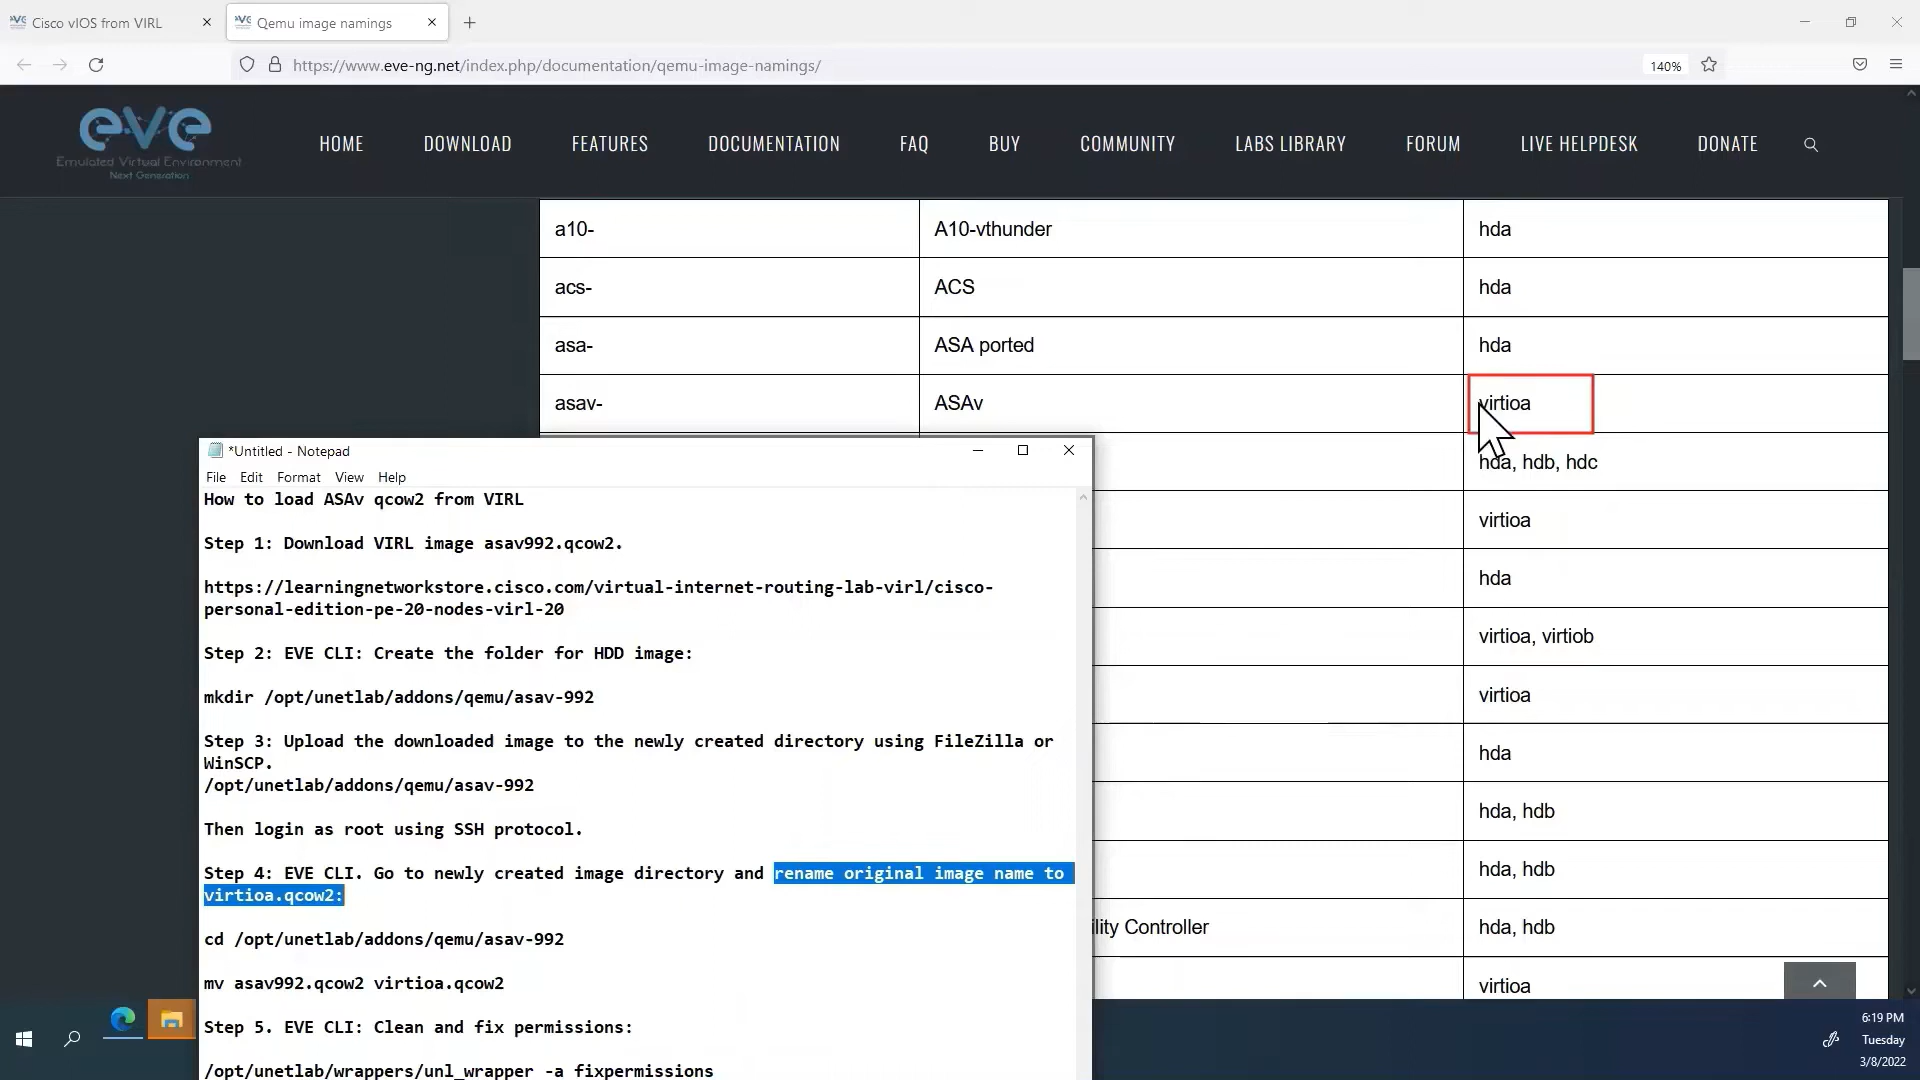 Cisco vIOS from VIRL
Qemu image namings
https://www.eve-ng.net/index.php/documentation/qemu-image-namings/
140%
eve
Emulated Virtual Environment
Next Generation
HOME
DOWNLOAD
FEATURES
DOCUMENTATION
FAQ
BUY
COMMUNITY
LABS LIBRARY
FORUM
LIVE HELPDESK
DONATE
a10- A10-vthunder hda
acs- ACS hda
asa- ASA ported hda
asav- ASAv virtioa
hda, hdb, hdc
virtioa
hda
virtioa, virtiob
virtioa
hda
hda, hdb
hda, hdb
ility Controller hda, hdb
virtioa
*Untitled - Notepad
File Edit Format View Help
How to load ASAv qcow2 from VIRL
Step 1: Download VIRL image asav992.qcow2.
https://learningnetworkstore.cisco.com/virtual-internet-routing-lab-virl/cisco-
personal-edition-pe-20-nodes-virl-20
Step 2: EVE CLI: Create the folder for HDD image:
mkdir /opt/unetlab/addons/qemu/asav-992
Step 3: Upload the downloaded image to the newly created directory using FileZilla or
WinSCP.
/opt/unetlab/addons/qemu/asav-992
Then login as root using SSH protocol.
Step 4: EVE CLI. Go to newly created image directory and rename original image name to
virtioa.qcow2:
cd /opt/unetlab/addons/qemu/asav-992
mv asav992.qcow2 virtioa.qcow2
Step 5. EVE CLI: Clean and fix permissions:
/opt/unetlab/wrappers/unl_wrapper -a fixpermissions
6:19 PM
Tuesday
3/8/2022